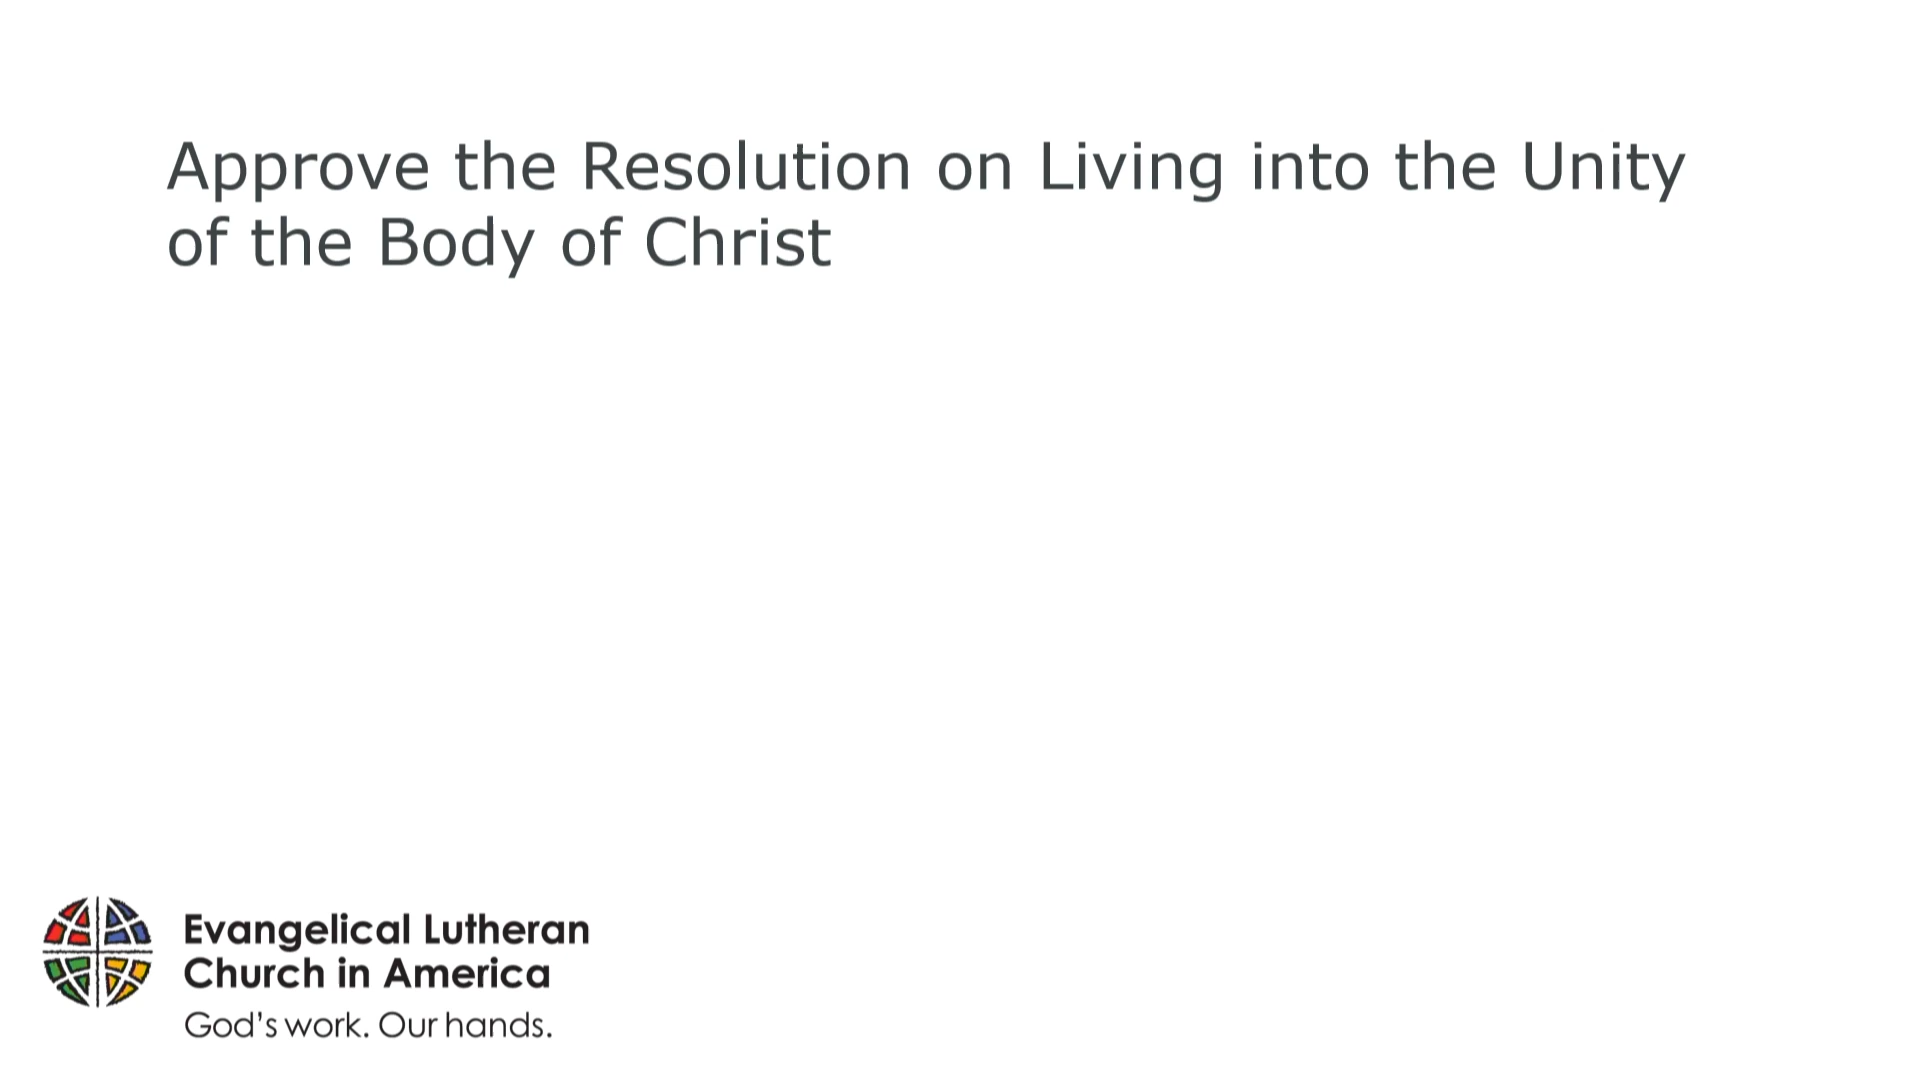 Approve the Resolution on Living into the Unity
of the Body of Christ
Evangelical Lutheran
Church in America
God’s work. Our hands.